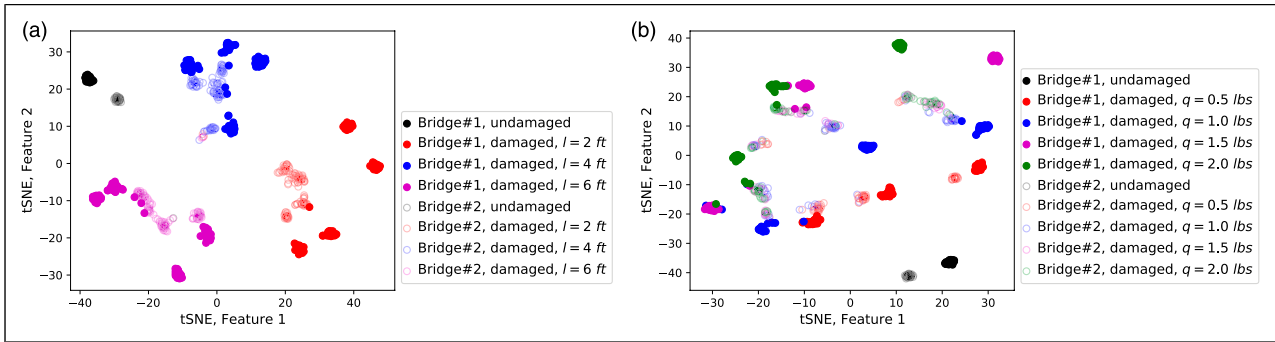 (a)
30
20
10
0
−10
−20
−30
tSNE, Feature 2
−40
−20
0
20
40
tSNE, Feature 1
Bridge#1, undamaged
Bridge#1, damaged, l = 2 ft
Bridge#1, damaged, l = 4 ft
Bridge#1, damaged, l = 6 ft
Bridge#2, undamaged
Bridge#2, damaged, l = 2 ft
Bridge#2, damaged, l = 4 ft
Bridge#2, damaged, l = 6 ft
(b)
40
30
20
10
0
−10
−20
−30
−40
tSNE, Feature 2
−30
−20
−10
0
10
20
30
tSNE, Feature 1
Bridge#1, undamaged
Bridge#1, damaged, q = 0.5 lbs
Bridge#1, damaged, q = 1.0 lbs
Bridge#1, damaged, q = 1.5 lbs
Bridge#1, damaged, q = 2.0 lbs
Bridge#2, undamaged
Bridge#2, damaged, q = 0.5 lbs
Bridge#2, damaged, q = 1.0 lbs
Bridge#2, damaged, q = 1.5 lbs
Bridge#2, damaged, q = 2.0 lbs